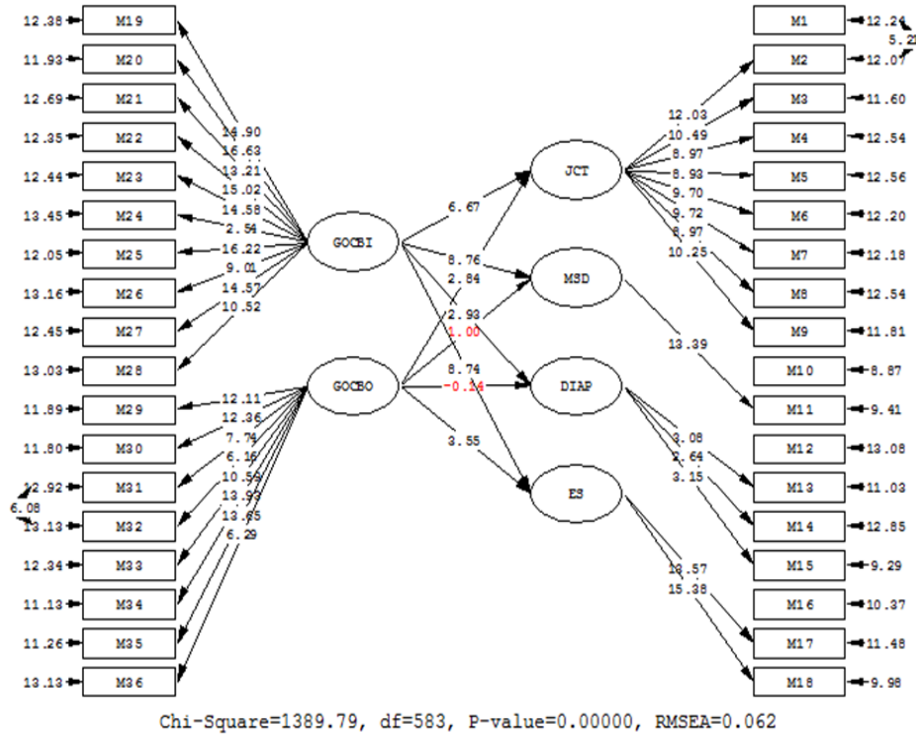 12.38 M19
11.93 M20
12.69 M21
12.35 M22
12.44 M23
13.45 M24
12.05 M25
13.16 M26
12.45 M27
13.03 M28
11.89 M29
11.80 M30
12.92 M31
6.08
13.13 M32
12.34 M33
11.13 M34
11.26 M35
13.13 M36
14.90
16.63
13.21
15.02
14.58
2.54
16.22
9.01
14.57
10.52
12.11
12.36
7.74
6.16
10.59
13.93
13.65
6.29
GOCBI
GOCBO
6.67
8.76
2.84
2.93
1.00
8.74
-0.14
3.55
JCT
MSD
DIAP
ES
12.03
10.49
8.97
8.93
9.70
9.72
8.97
10.25
13.39
3.08
2.64
3.15
13.57
15.38
M1 12.24
5.21
M2 12.07
M3 11.60
M4 12.54
M5 12.56
M6 12.20
M7 12.18
M8 12.54
M9 11.81
M10 8.87
M11 9.41
M12 13.08
M13 11.03
M14 12.85
M15 9.29
M16 10.37
M17 11.48
M18 9.98
Chi-Square=1389.79, df=583, P-value=0.00000, RMSEA=0.062